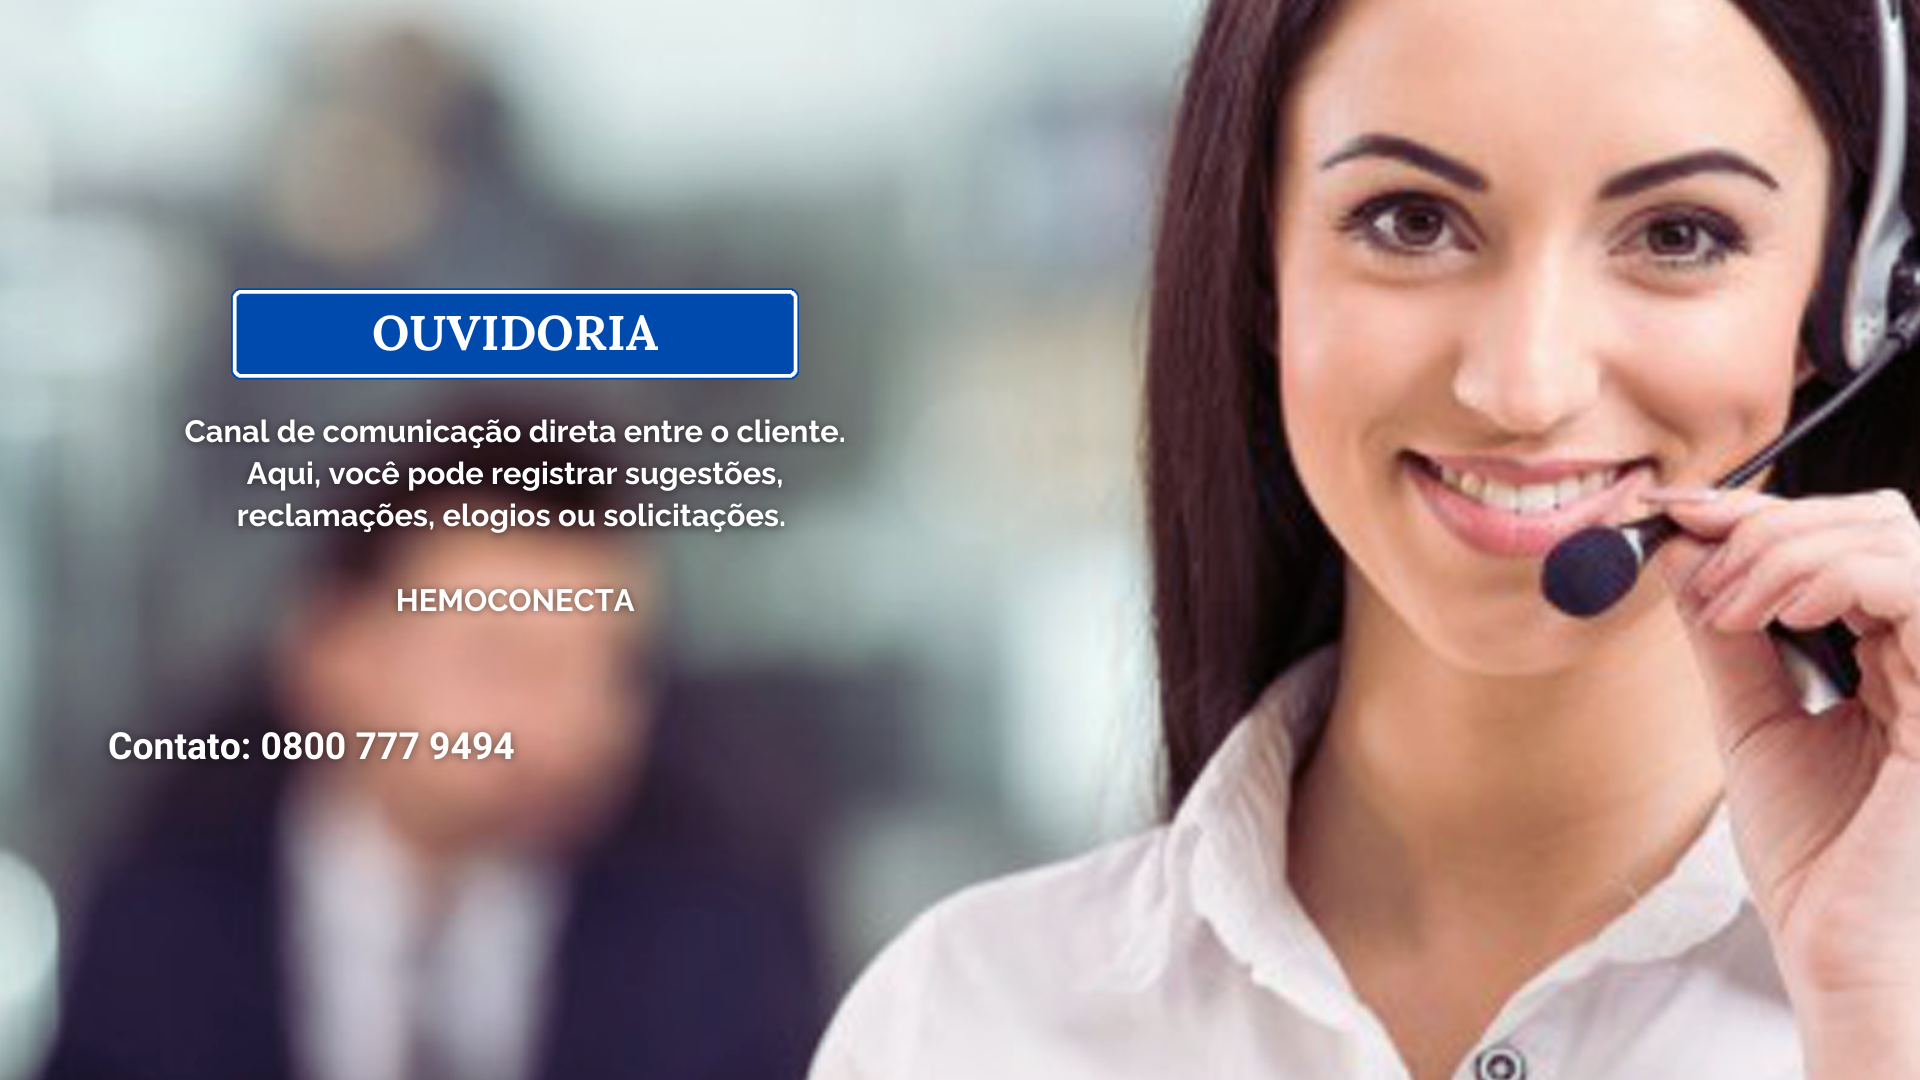 OUVIDORIA
Canal de comunicação direta entre o cliente.
Aqui, você pode registrar sugestões,
reclamações, elogios ou solicitações.
HEMOCONECTA
Contato: 0800 777 9494